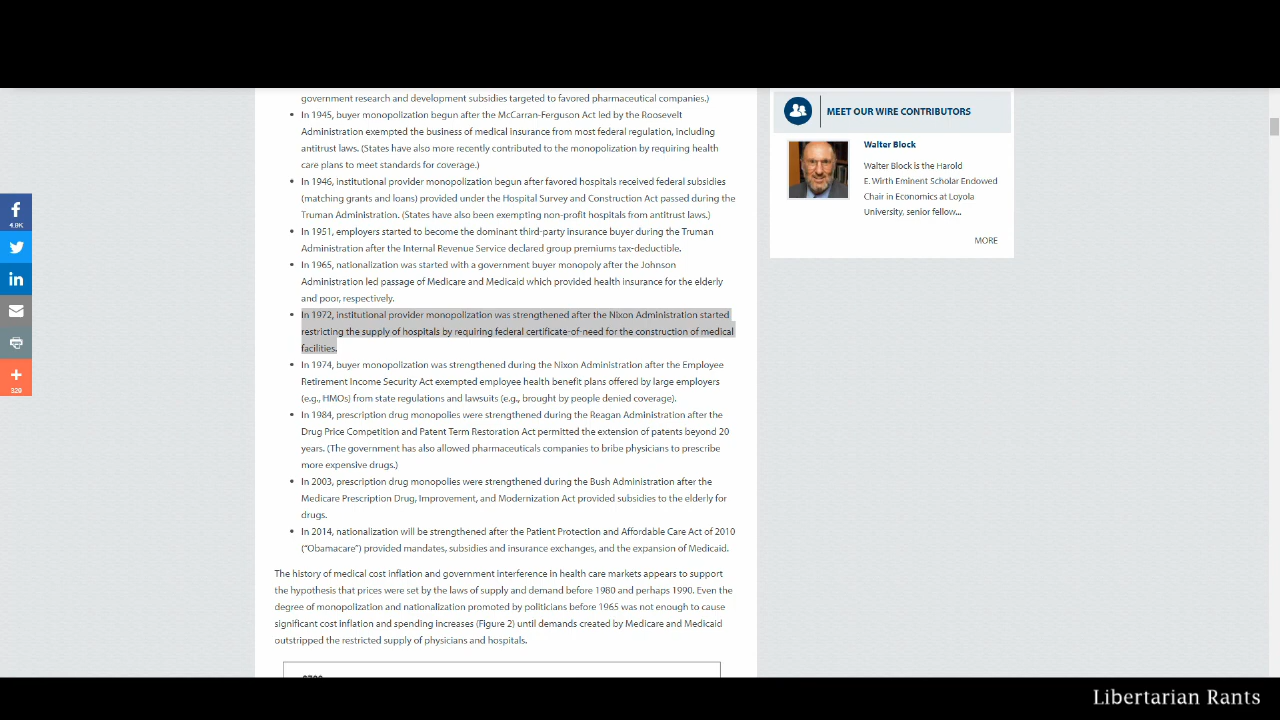 government research and development subsidies targeted to favored pharmaceutical companies.)
In 1945, buyer monopolization begun after the McCarran-Ferguson Act led by the Roosevelt
Administration exempted the business of medical insurance from most federal regulation, including
antitrust laws. (States have also more recently contributed to the monopolization by requiring health
care plans to meet standards for coverage.)
In 1946, institutional provider monopolization begun after favored hospitals received federal subsidies
(matching grants and loans) provided under the Hospital Survey and Construction Act passed during the
Truman Administration. (States have also been exempting non-profit hospitals from antitrust laws.)
In 1951, employers started to become the dominant third-party insurance buyer during the Truman
Administration after the Internal Revenue Service declared group premiums tax-deductible.
In 1965, nationalization was started with a government buyer monopoly after the Johnson
Administration led passage of Medicare and Medicaid which provided health insurance for the elderly
and poor, respectively.
In 1972, institutional provider monopolization was strengthened after the Nixon Administration started
restricting the supply of hospitals by requiring federal certificate-of-need for the construction of medical
facilities.
In 1974, buyer monopolization was strengthened during the Nixon Administration after the Employee
Retirement Income Security Act exempted employee health benefit plans offered by large employers
(e.g., HMOs) from state regulations and lawsuits (e.g., brought by people denied coverage).
In 1984, prescription drug monopolies were strengthened during the Reagan Administration after the
Drug Price Competition and Patent Term Restoration Act permitted the extension of patents beyond 20
years. (The government has also allowed pharmaceuticals companies to bribe physicians to prescribe
more expensive drugs.)
In 2003, prescription drug monopolies were strengthened during the Bush Administration after the
Medicare Prescription Drug, Improvement, and Modernization Act provided subsidies to the elderly for
drugs.
In 2014, nationalization will be strengthened after the Patient Protection and Affordable Care Act of 2010
("Obamacare") provided mandates, subsidies and insurance exchanges, and the expansion of Medicaid.
The history of medical cost inflation and government interference in health care markets appears to support
the hypothesis that prices were set by the laws of supply and demand before 1980 and perhaps 1990. Even the
degree of monopolization and nationalization promoted by politicians before 1965 was not enough to cause
significant cost inflation and spending increases (Figure 2) until demands created by Medicare and Medicaid
outstripped the restricted supply of physicians and hospitals.
MEET OUR WIRE CONTRIBUTORS
Walter Block
Walter Block is the Harold
E. Wirth Eminent Scholar Endowed
Chair in Economics at Loyola
University, senior fellow...
MORE
4.8K
329
Libertarian Rants